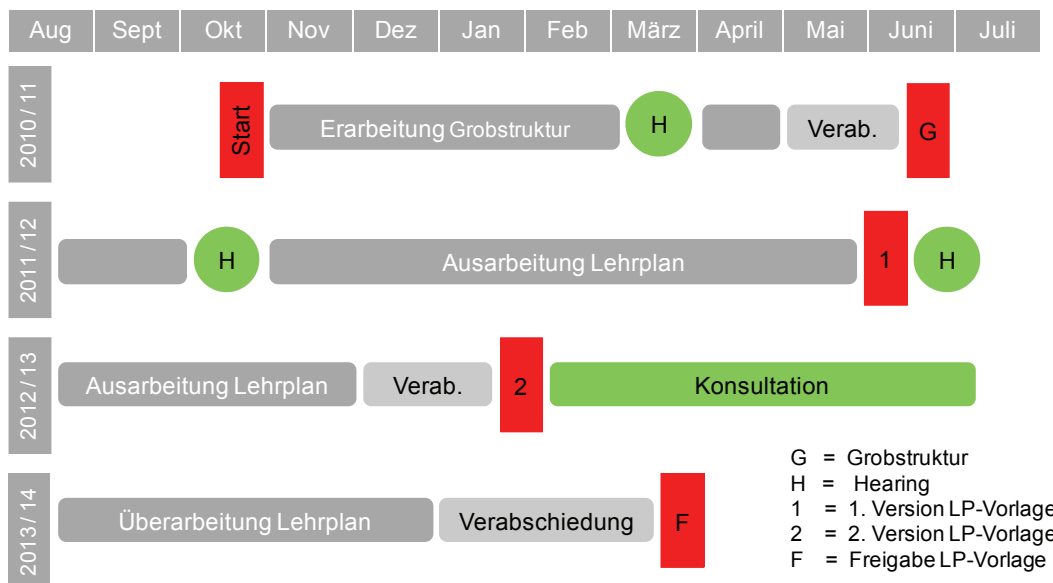 Aug Sept Okt Nov Dez Jan Feb März April Mai Juni Juli
2010/11 Start Erarbeitung Grobstruktur H Verab. G
2011/12 H Ausarbeitung Lehrplan 1 H
2012/13 Ausarbeitung Lehrplan Verab. 2 Konsultation
2013/14 Überarbeitung Lehrplan Verabschiedung F
G = Grobstruktur
H = Hearing
1 = 1. Version LP-Vorlage
2 = 2. Version LP-Vorlage
F = Freigabe LP-Vorlage